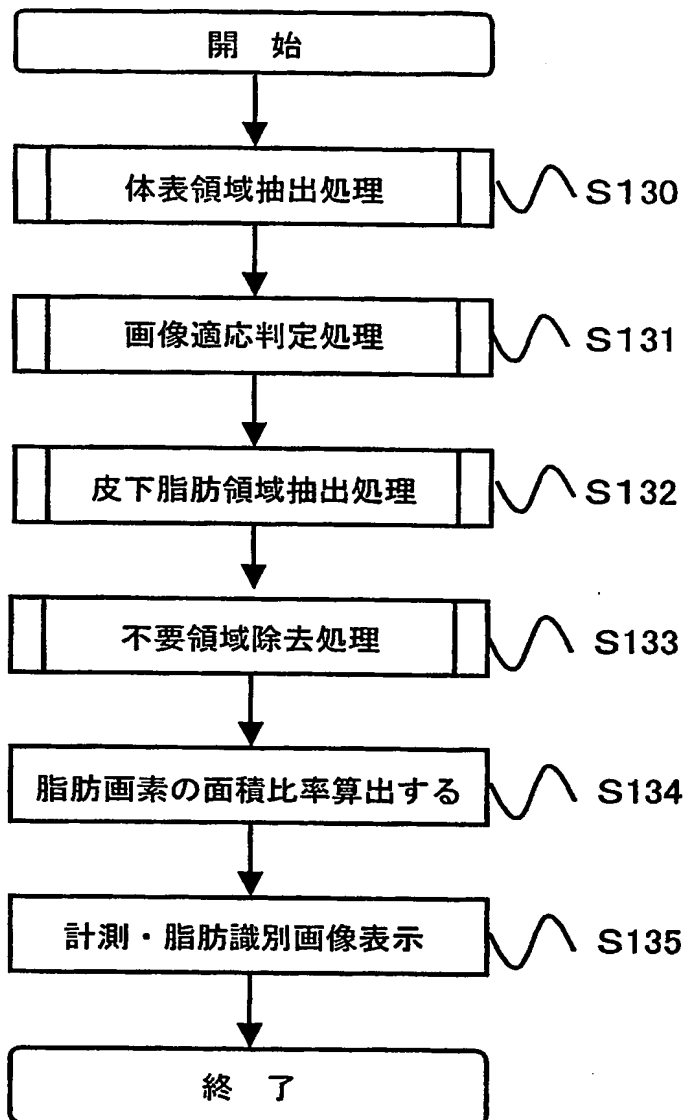 開 始
体表領域抽出処理 S130
画像適応判定処理 S131
皮下脂肪領域抽出処理 S132
不要領域除去処理 S133
脂肪画素の面積比率算出する S134
計測・脂肪識別画像表示 S135
終 了